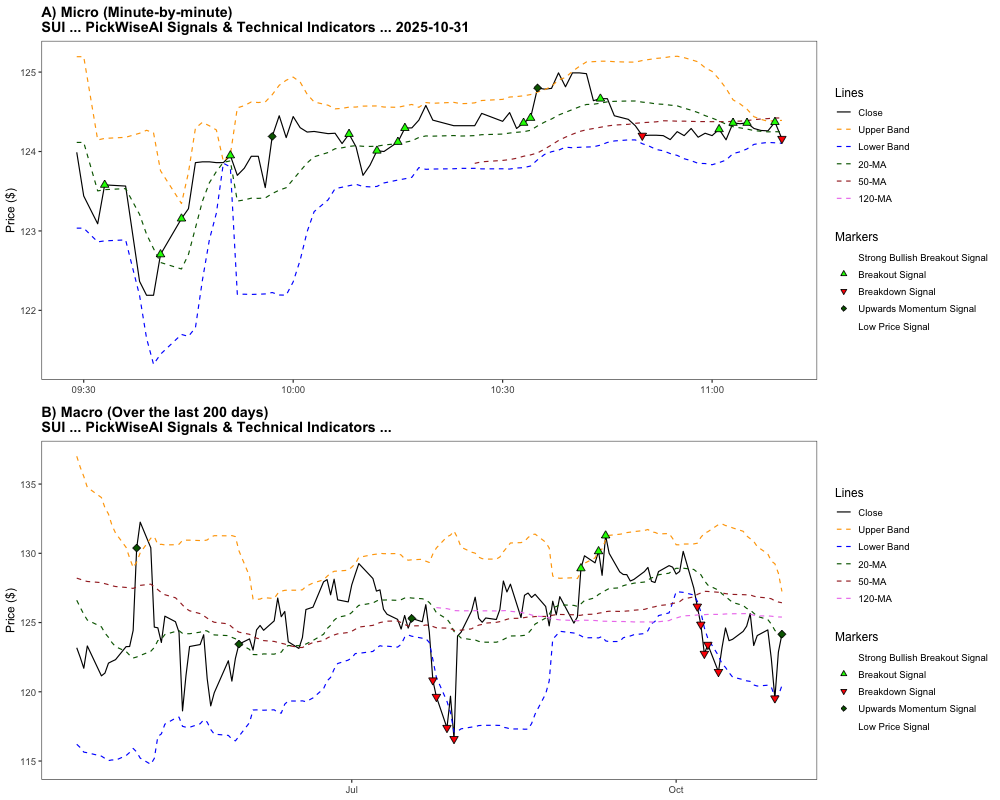 A) Micro (Minute-by-minute)
SUI ... PickWiseAI Signals & Technical Indicators ... 2025-10-31
Price ($)
125
124
123
122
09:30
10:00
10:30
11:00
Lines
Close
Upper Band
Lower Band
20-MA
50-MA
120-MA
Markers
Strong Bullish Breakout Signal
Breakout Signal
Breakdown Signal
Upwards Momentum Signal
Low Price Signal
B) Macro (Over the last 200 days)
SUI ... PickWiseAI Signals & Technical Indicators ...
Price ($)
135
130
125
120
115
Jul
Oct
Lines
Close
Upper Band
Lower Band
20-MA
50-MA
120-MA
Markers
Strong Bullish Breakout Signal
Breakout Signal
Breakdown Signal
Upwards Momentum Signal
Low Price Signal